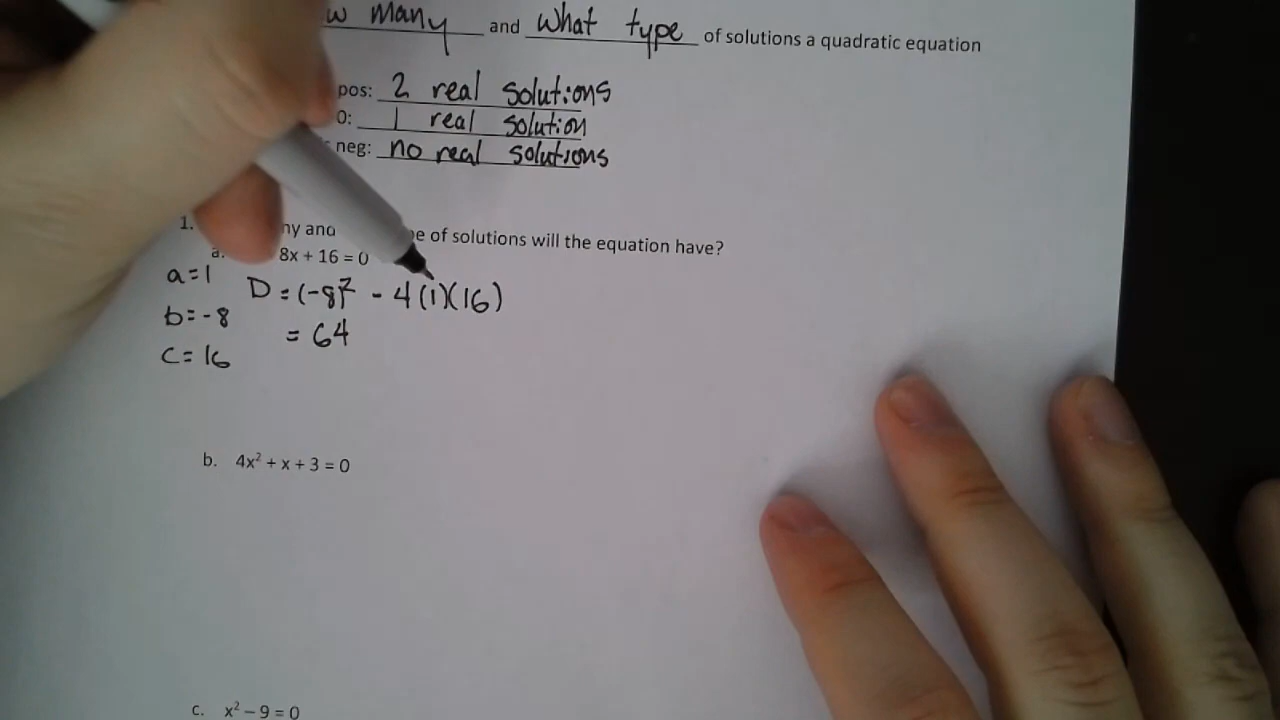 many and what type of solutions a quadratic equation
pos: 2 real solutions
0: 1 real solution
neg: no real solutions
1. of solutions will the equation have?
a. 8x + 16 = 0
a = 1 D = (-8)² - 4(1)(16)
b = -8 = 64
c = 16
b. 4x² + x + 3 = 0
c. x² – 9 = 0